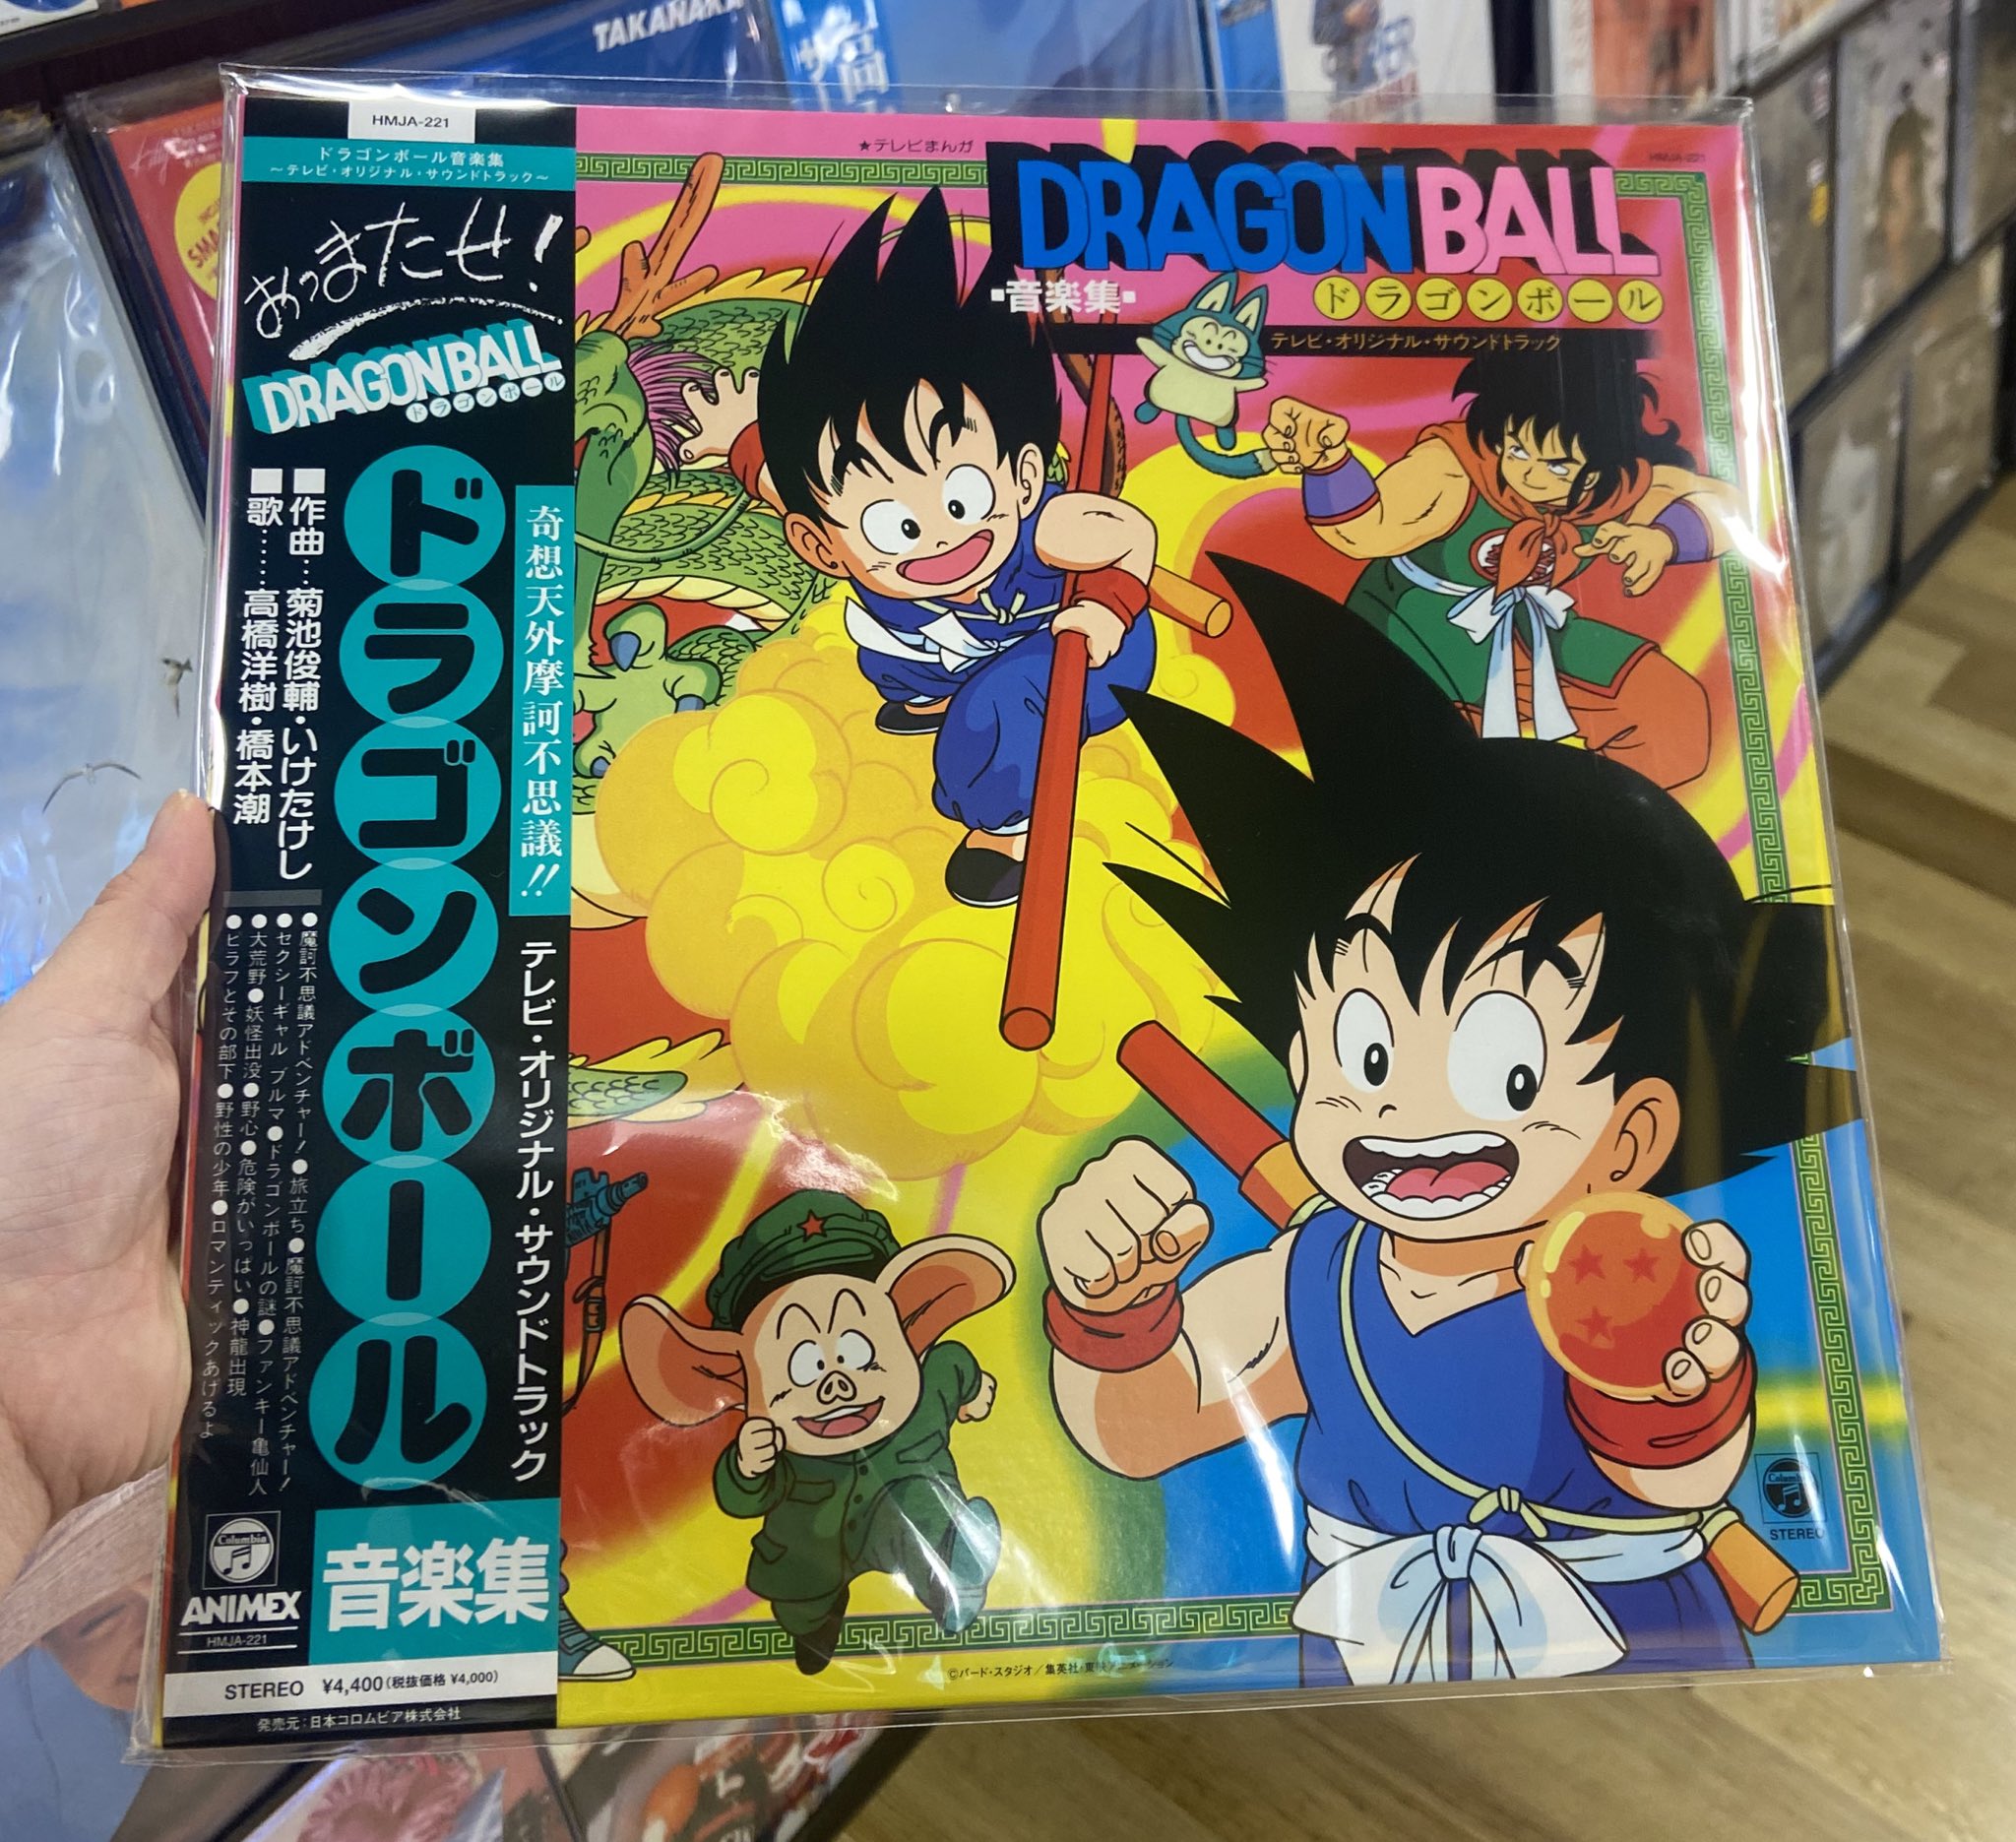 TAKANAKA
HMJA-221
ドラゴンボール音楽集
〜テレビ・オリジナル・サウンドトラック〜
おっまたせ!
DRAGON BALL
ドラゴンボール
奇想天外摩訶不思議!!
テレビ・オリジナル・サウンドトラック
ドラゴンボール
音楽集
■作曲…菊池俊輔・いけたけし
■歌……高橋洋樹・橋本潮
●魔訶不思議アドベンチャー!●旅立ち●魔訶不思議アドベンチャー!
●セクシーギャル ブルマ●ドラゴンボールの謎●ファンキー亀仙人
●大荒野●妖怪出没●野心●危険がいっぱい●神龍出現
●ピラフとその部下●野性の少年●ロマンティックあげるよ
Columbia
ANIMEX
HMJA-221
STEREO ¥4,400(税抜価格 ¥4,000)
発売元:日本コロムビア株式会社
★テレビまんが
HMJA-221
DRAGON BALL
▪音楽集▪
ドラゴンボール
テレビ・オリジナル・サウンドトラック
Columbia
STEREO
©バード・スタジオ/集英社・東映アニメーション